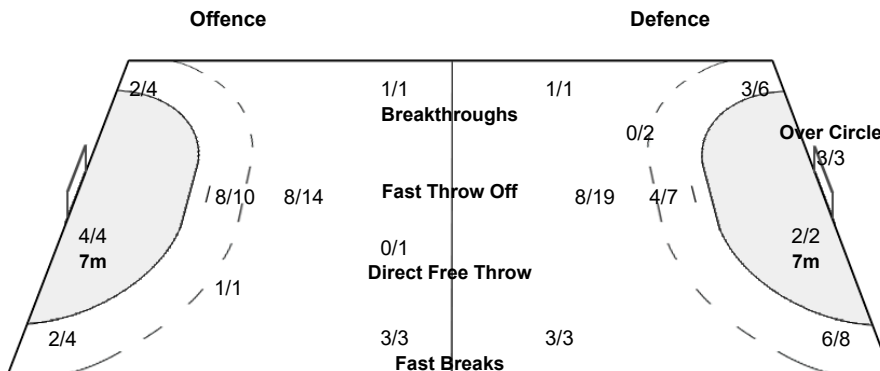 Offence Defence
2/4 1/1 1/1 3/6
Breakthroughs
0/2 Over Circle
3/3
8/10 8/14 Fast Throw Off 8/19 4/7
4/4 0/1 2/2
7m Direct Free Throw 7m
1/1
2/4 3/3 3/3 6/8
Fast Breaks